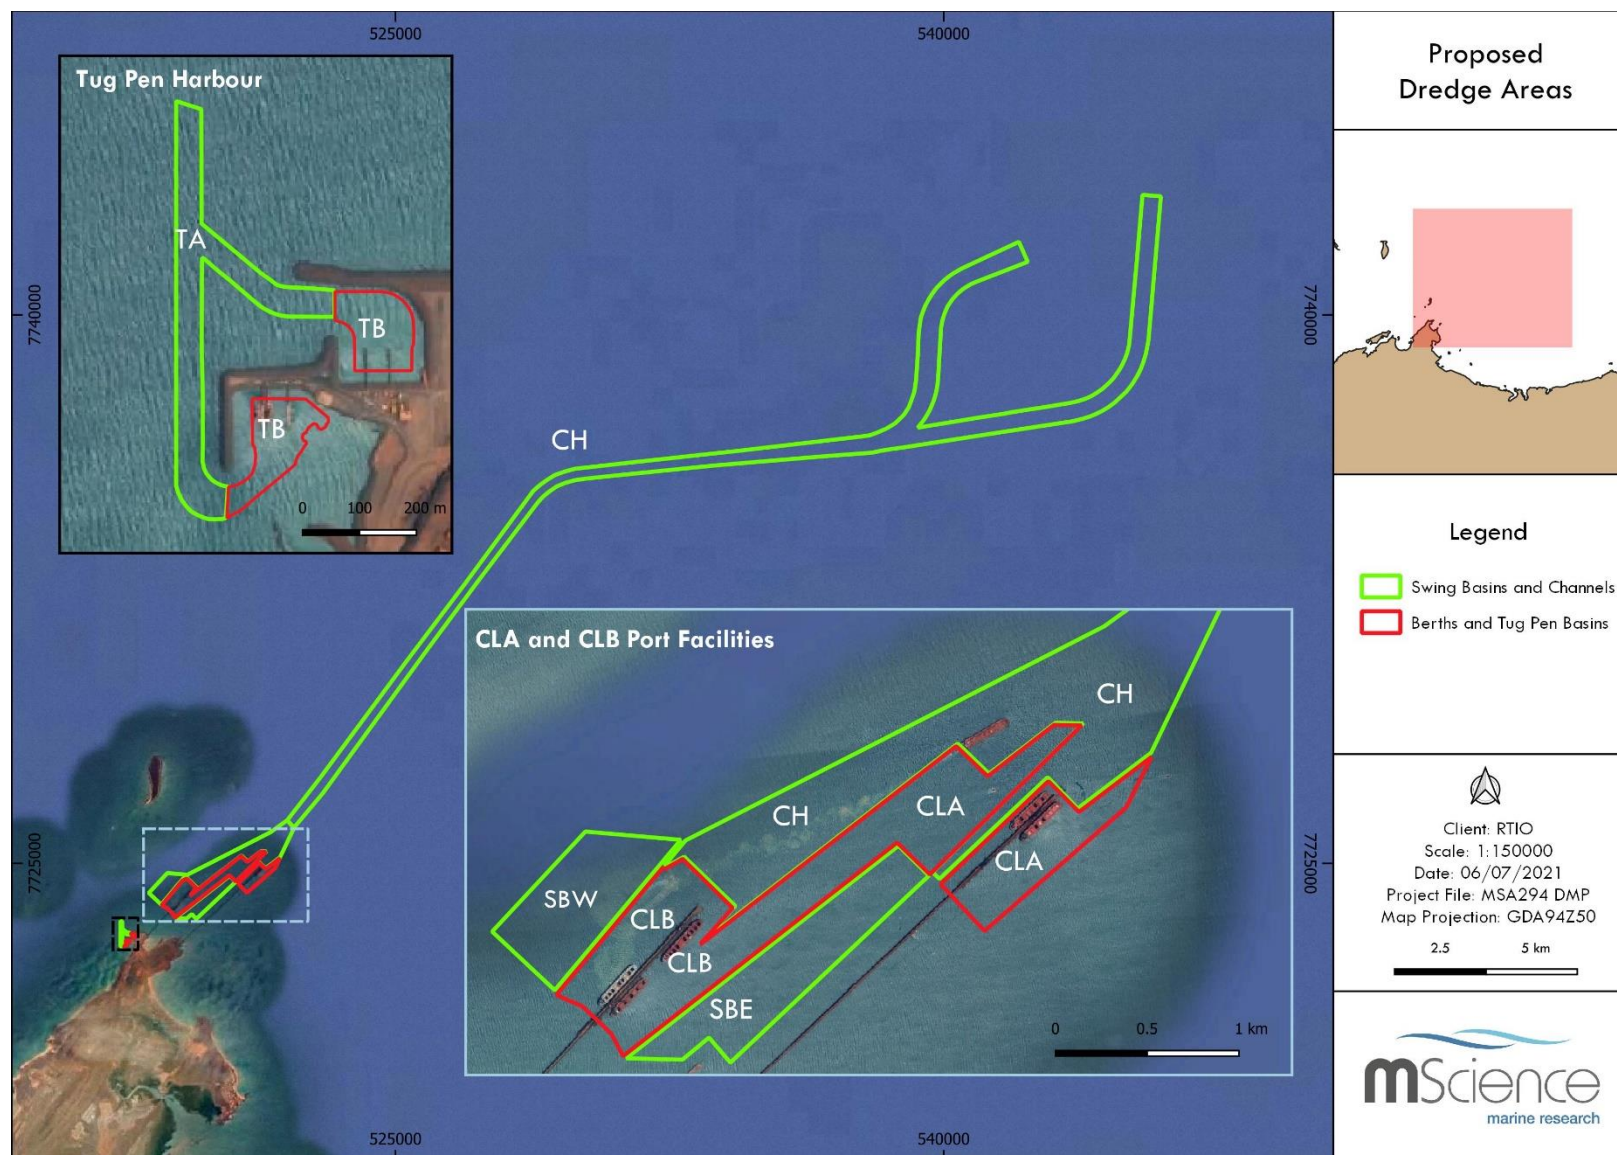 525000
540000
Tug Pen Harbour
TA
TB
TB
0 100 200 m
7740000
7740000
CH
7725000
7725000
CLA and CLB Port Facilities
CH
CH
CLA
CLA
SBW
CLB
CLB
SBE
0 0.5 1 km
525000
540000
Proposed
Dredge Areas
Legend
Swing Basins and Channels
Berths and Tug Pen Basins
Client: RTIO
Scale: 1:150000
Date: 06/07/2021
Project File: MSA294 DMP
Map Projection: GDA94Z50
2.5 5 km
mScience
marine research